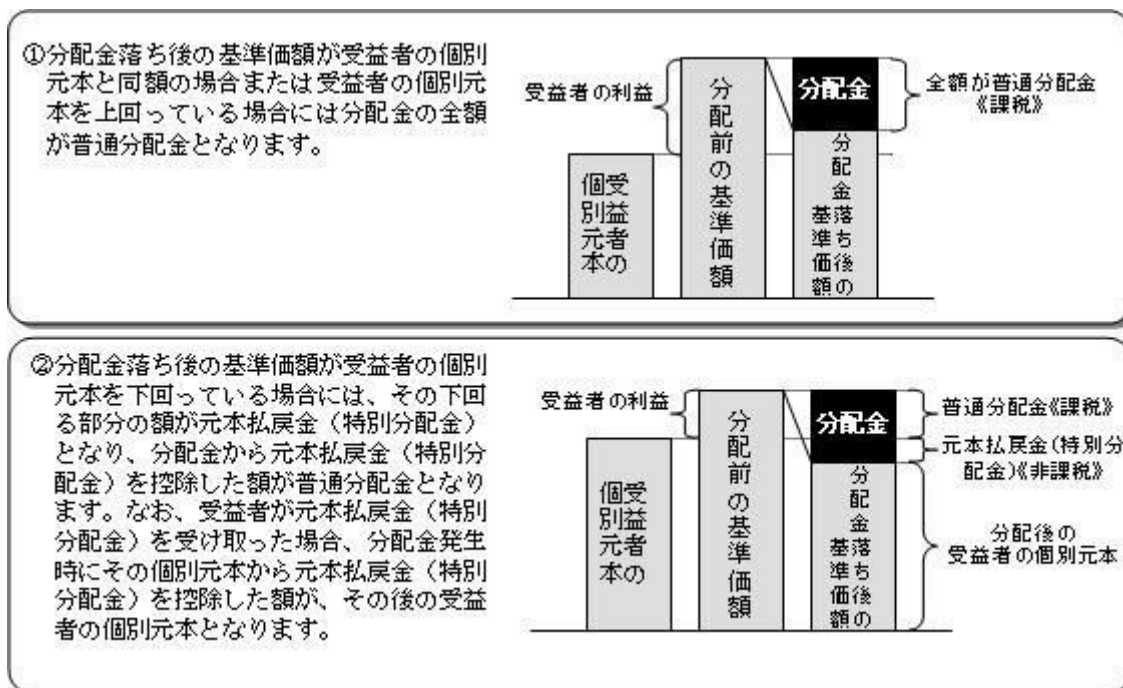 ①分配金落ち後の基準価額が受益者の個別
元本と同額の場合または受益者の個別元
本を上回っている場合には分配金の全額
が普通分配金となります。
受益者の利益
受益者の
個別元本
分配前の基準価額
分配金
分配金落ち後の
基準価額
全額が普通分配金
《課税》
②分配金落ち後の基準価額が受益者の個別
元本を下回っている場合には、その下回
る部分の額が元本払戻金（特別分配金）
となり、分配金から元本払戻金（特別分
配金）を控除した額が普通分配金となり
ます。なお、受益者が元本払戻金（特別
分配金）を受け取った場合、分配金発生
時にその個別元本から元本払戻金（特別
分配金）を控除した額が、その後の受益
者の個別元本となります。
受益者の利益
受益者の
個別元本
分配前の基準価額
分配金
分配金落ち後の
基準価額
普通分配金《課税》
元本払戻金（特別分
配金）《非課税》
分配後の
受益者の個別元本